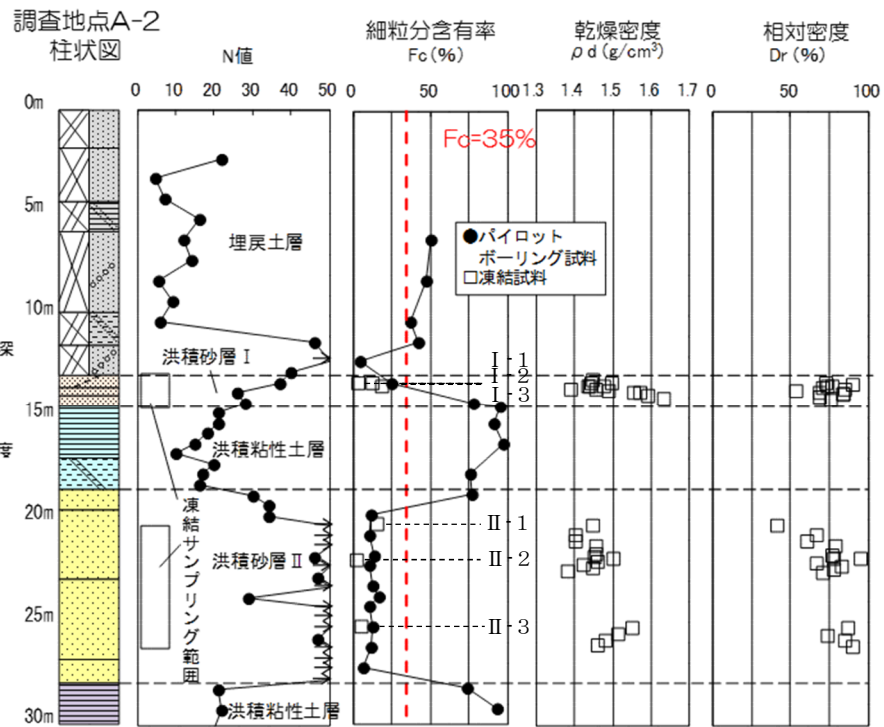 調査地点A-2
柱状図
N値
細粒分含有率
Fc(%)
乾燥密度
ρd(g/cm³)
相対密度
Dr(%)
0 10 20 30 40 50
0 50 100
1.3 1.4 1.5 1.6 1.7
0 50 100
0m
5m
10m
15m
20m
25m
30m
深
度
Fc=35%
●パイロット
ボーリング試料
□凍結試料
埋戻土層
洪積砂層Ⅰ
洪積粘性土層
洪積砂層Ⅱ
洪積粘性土層
凍結サンプリング範囲
Ⅰ-1
Ⅰ-2
Ⅰ-3
Ⅱ-1
Ⅱ-2
Ⅱ-3